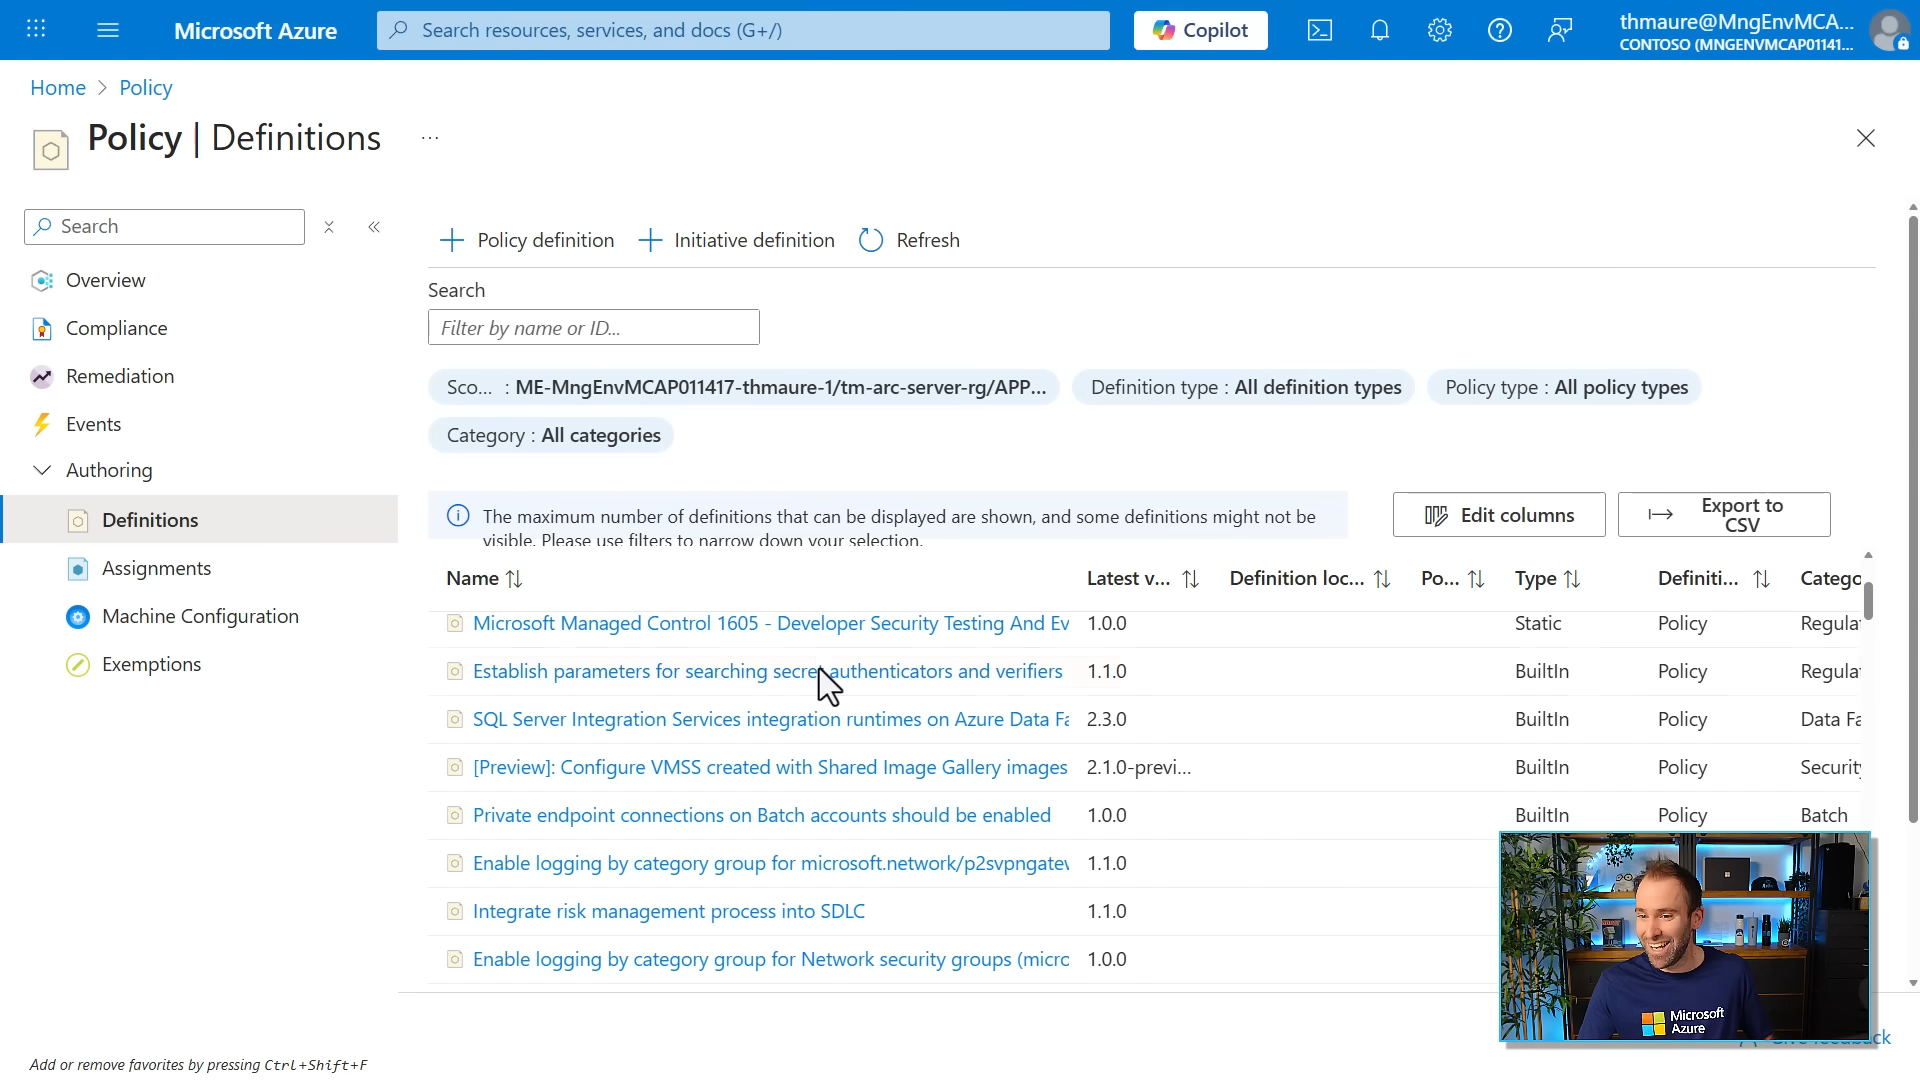 Microsoft Azure
Search resources, services, and docs (G+/)
Copilot
thmaure@MngEnvMCA...
CONTOSO (MNGENVMCAP01141...
Home > Policy
Policy | Definitions
...
Search
Overview
Compliance
Remediation
Events
Authoring
Definitions
Assignments
Machine Configuration
Exemptions
Policy definition
Initiative definition
Refresh
Search
Filter by name or ID...
Sco... : ME-MngEnvMCAP011417-thmaure-1/tm-arc-server-rg/APP...
Definition type : All definition types
Policy type : All policy types
Category : All categories
The maximum number of definitions that can be displayed are shown, and some definitions might not be
visible. Please use filters to narrow down your selection.
Edit columns
Export to
CSV
Name Latest v... Definition loc... Po... Type Definiti... Catego
Microsoft Managed Control 1605 - Developer Security Testing And Ev 1.0.0 Static Policy Regula
Establish parameters for searching secre authenticators and verifiers 1.1.0 BuiltIn Policy Regula
SQL Server Integration Services integration runtimes on Azure Data Fa 2.3.0 BuiltIn Policy Data Fa
[Preview]: Configure VMSS created with Shared Image Gallery images 2.1.0-previ... BuiltIn Policy Security
Private endpoint connections on Batch accounts should be enabled 1.0.0 BuiltIn Policy Batch
Enable logging by category group for microsoft.network/p2svpngatew 1.1.0
Integrate risk management process into SDLC 1.1.0
Enable logging by category group for Network security groups (micro 1.0.0
Microsoft
Azure
Add or remove favorites by pressing Ctrl+Shift+F